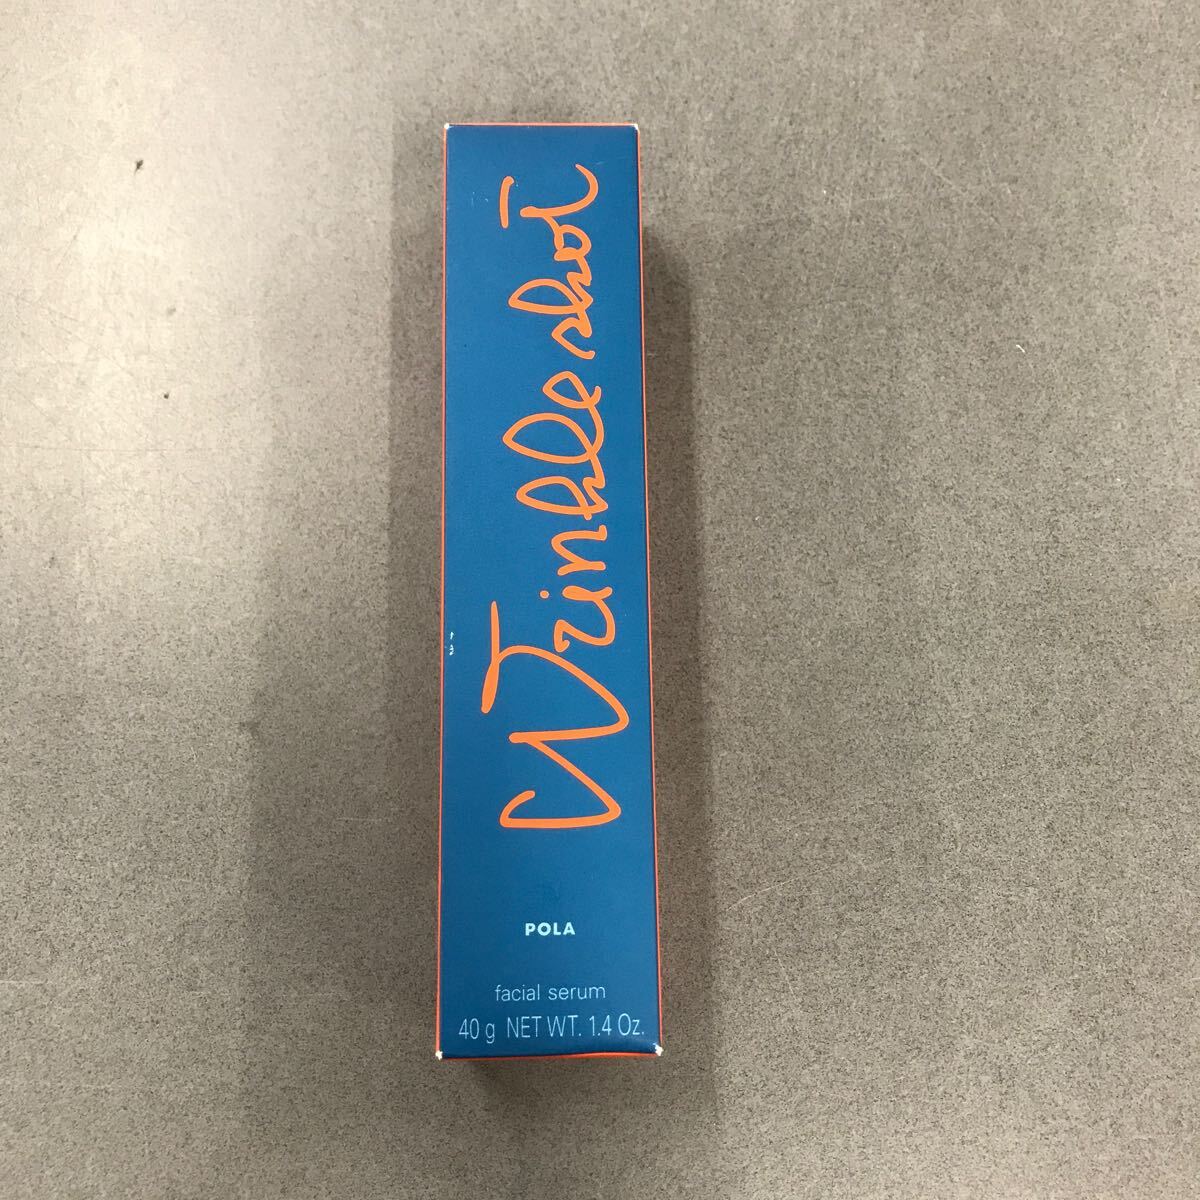 Wrinkle shot
POLA
facial serum
40 g NET WT. 1.4 Oz.